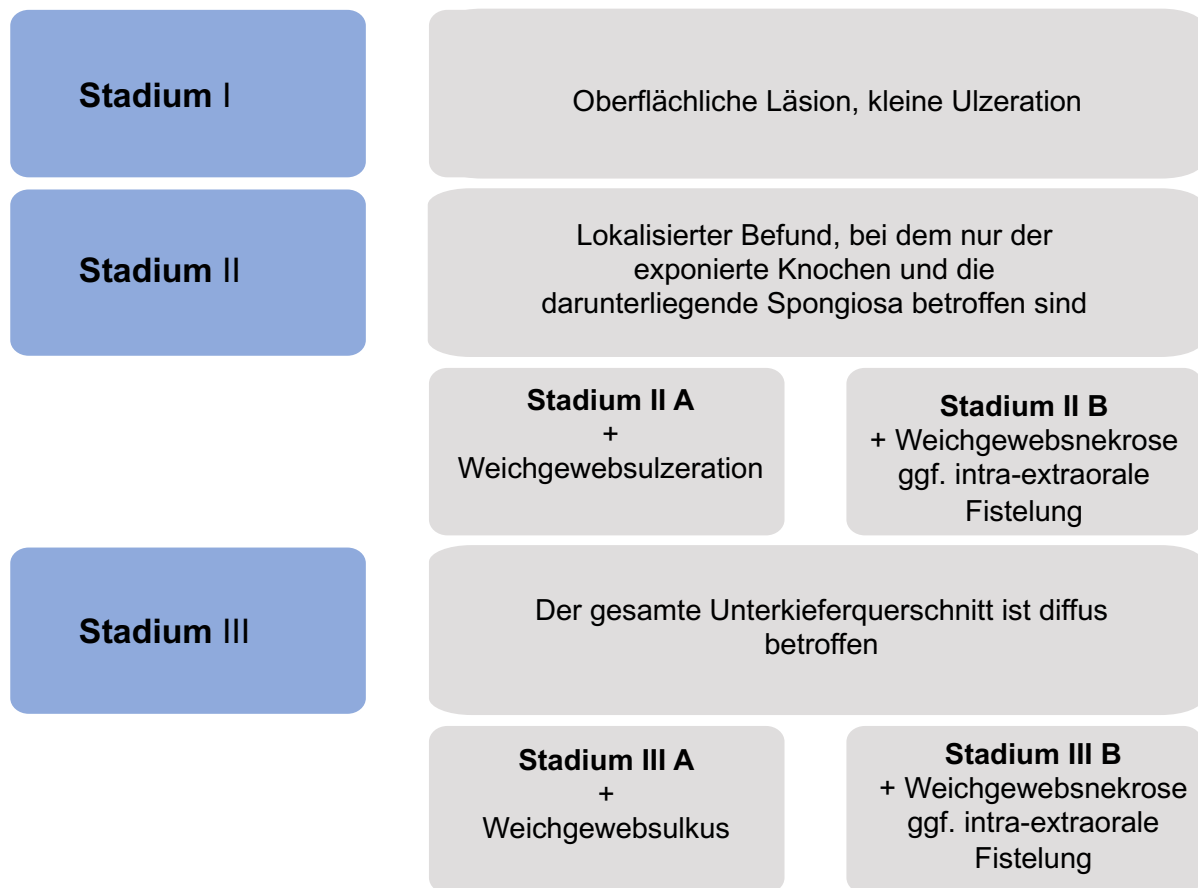 Stadium I
Oberflächliche Läsion, kleine Ulzeration
Stadium II
Lokalisierter Befund, bei dem nur der
exponierte Knochen und die
darunterliegende Spongiosa betroffen sind
Stadium II A
+
Weichgewebsulzeration
Stadium II B
+ Weichgewebsnekrose
ggf. intra-extraorale
Fistelung
Stadium III
Der gesamte Unterkieferquerschnitt ist diffus
betroffen
Stadium III A
+
Weichgewebsulkus
Stadium III B
+ Weichgewebsnekrose
ggf. intra-extraorale
Fistelung